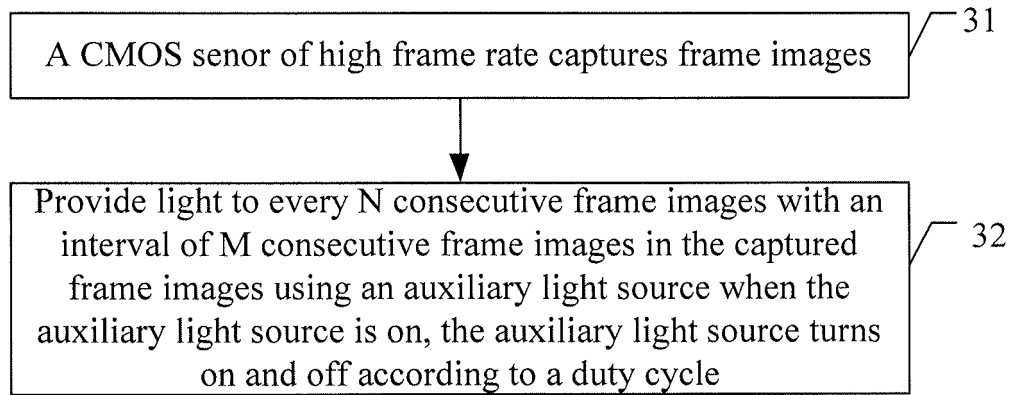 A CMOS senor of high frame rate captures frame images
31
Provide light to every N consecutive frame images with an
interval of M consecutive frame images in the captured
frame images using an auxiliary light source when the
auxiliary light source is on, the auxiliary light source turns
on and off according to a duty cycle
32